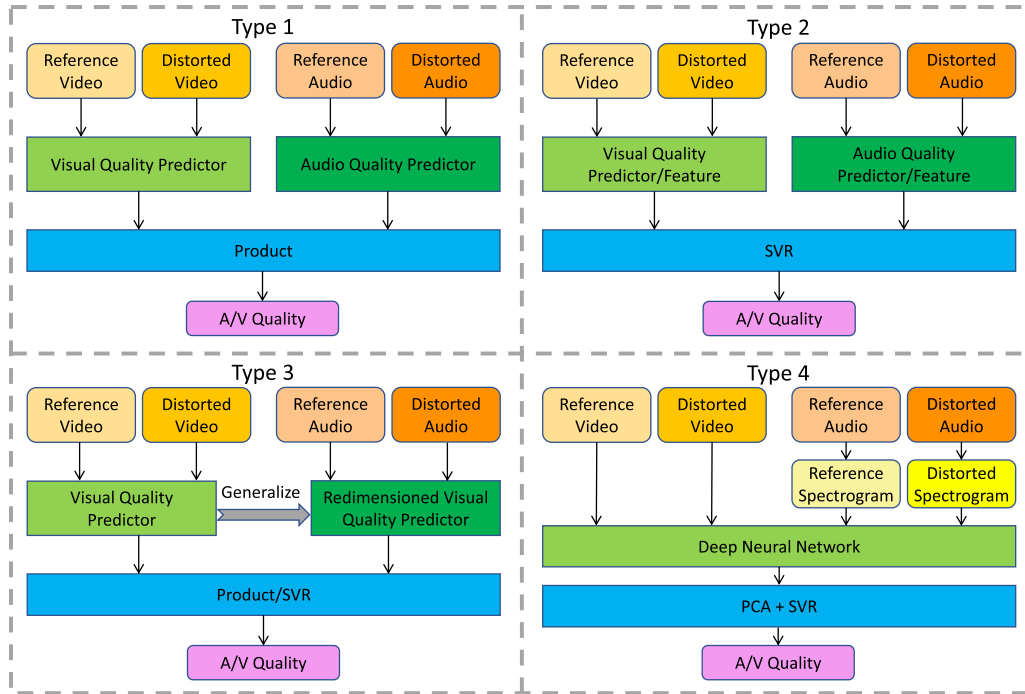 Type 1
Reference
Video
Distorted
Video
Reference
Audio
Distorted
Audio
Visual Quality Predictor
Audio Quality Predictor
Product
A/V Quality
Type 2
Reference
Video
Distorted
Video
Reference
Audio
Distorted
Audio
Visual Quality
Predictor/Feature
Audio Quality
Predictor/Feature
SVR
A/V Quality
Type 3
Reference
Video
Distorted
Video
Reference
Audio
Distorted
Audio
Visual Quality
Predictor
Generalize
Redimensioned Visual
Quality Predictor
Product/SVR
A/V Quality
Type 4
Reference
Video
Distorted
Video
Reference
Audio
Distorted
Audio
Reference
Spectrogram
Distorted
Spectrogram
Deep Neural Network
PCA + SVR
A/V Quality